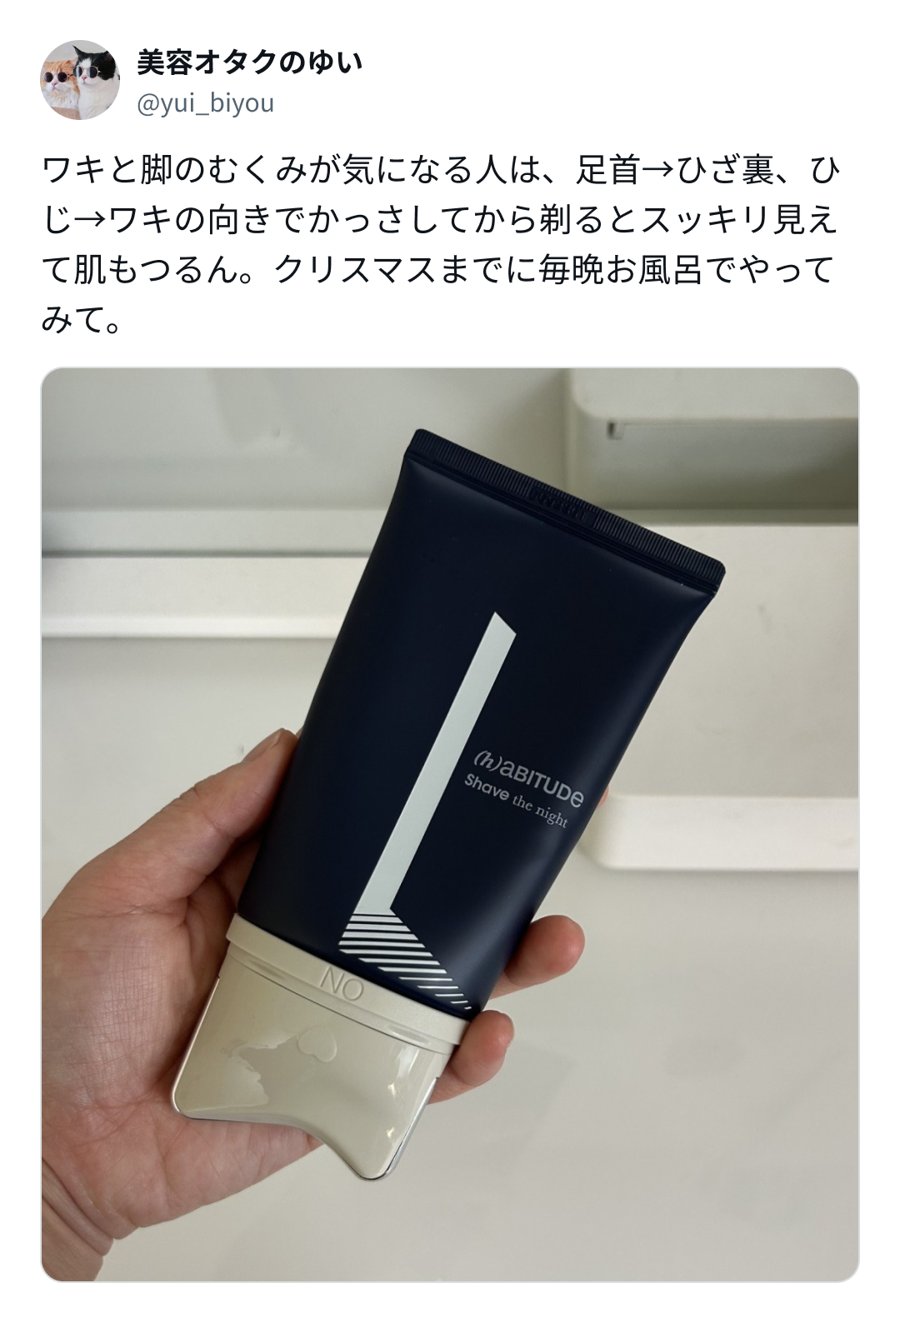 美容オタクのゆい
@yui_biyou
ワキと脚のむくみが気になる人は、足首→ひざ裏、ひ
じ→ワキの向きでかっさしてから剃るとスッキリ見え
て肌もつるん。クリスマスまでに毎晩お風呂でやって
みて。
(h)aBITUDe
Shave the night
NO